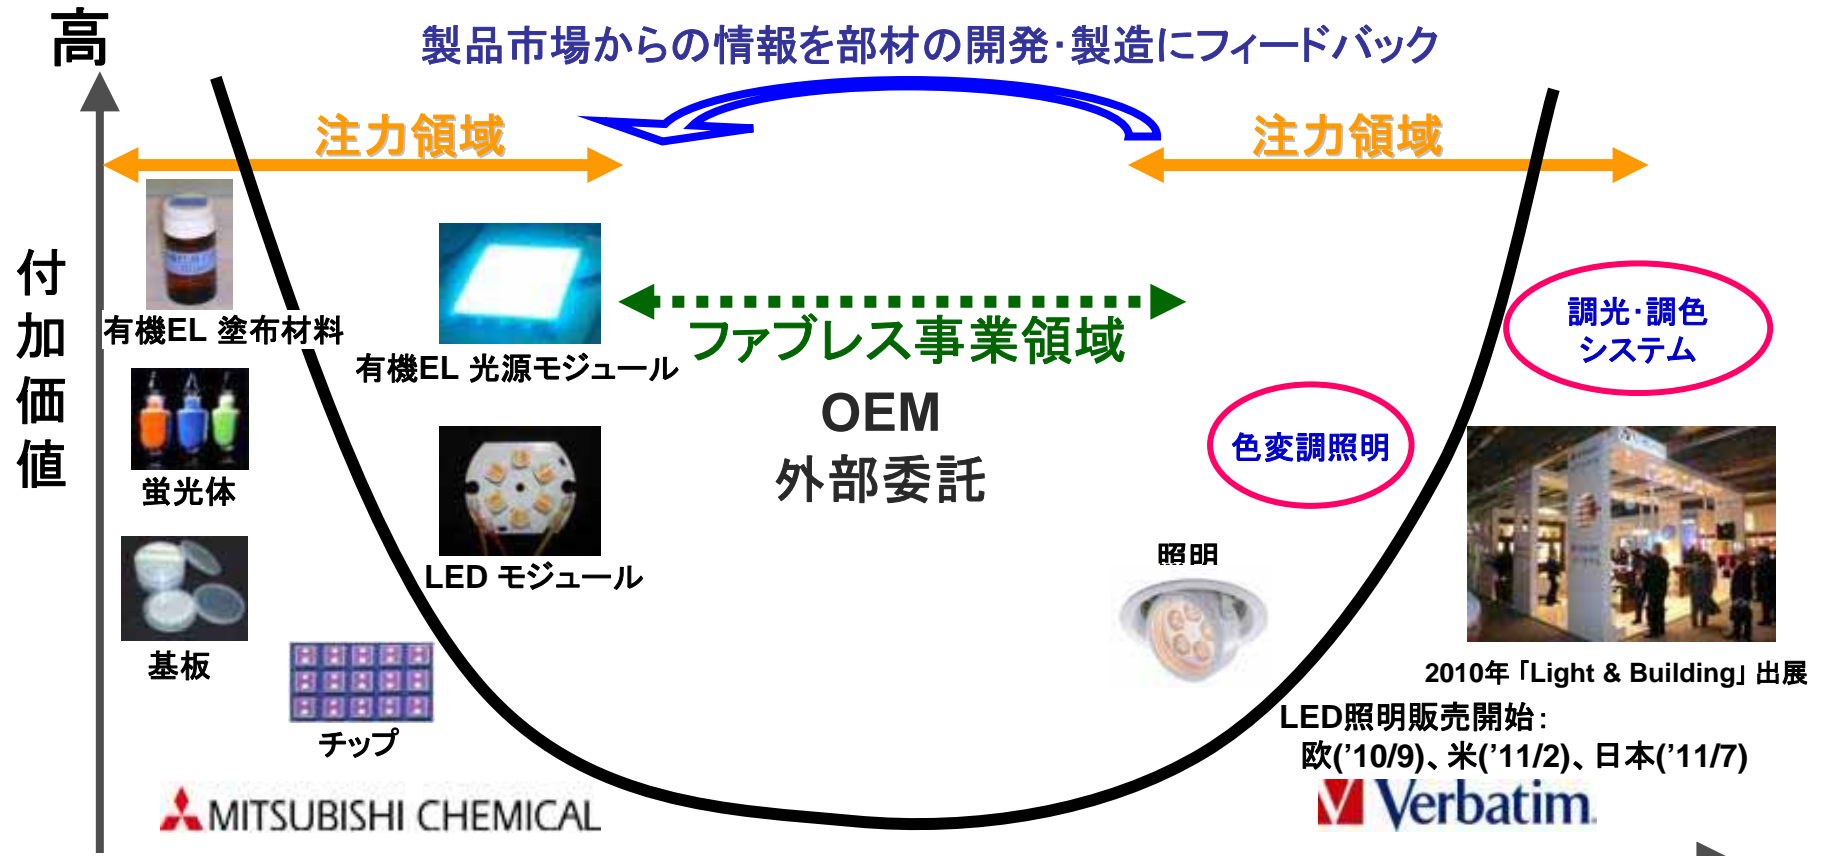 高
製品市場からの情報を部材の開発・製造にフィードバック
注力領域
注力領域
付加価値
有機EL 塗布材料
有機EL 光源モジュール
ファブレス事業領域
OEM
外部委託
調光・調色
システム
色変調照明
蛍光体
LED モジュール
照明
基板
チップ
2010年「Light & Building」出展
LED照明販売開始:
欧('10/9)、米('11/2)、日本('11/7)
MITSUBISHI CHEMICAL
Verbatim.